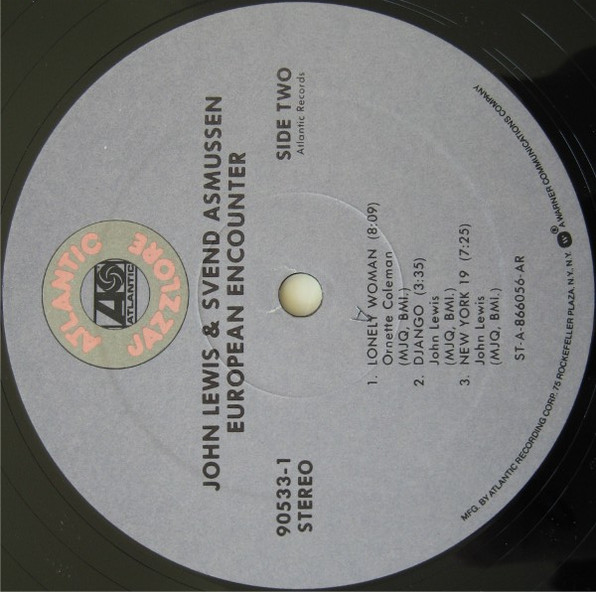 ATLANTIC
JAZZLORE
ATLANTIC
JOHN LEWIS & SVEND ASMUSSEN
EUROPEAN ENCOUNTER
90533-1
STEREO
SIDE TWO
Atlantic Records
1. LONELY WOMAN (8:09)
Ornette Coleman
(MJQ, BMI.)
2. DJANGO (3:35)
John Lewis
(MJQ, BMI.)
3. NEW YORK 19 (7:25)
John Lewis
(MJQ, BMI.)
ST-A-866056-AR
MFG. BY ATLANTIC RECORDING CORP. 75 ROCKEFELLER PLAZA, N.Y. N.Y. W ® A WARNER COMMUNICATIONS COMPANY